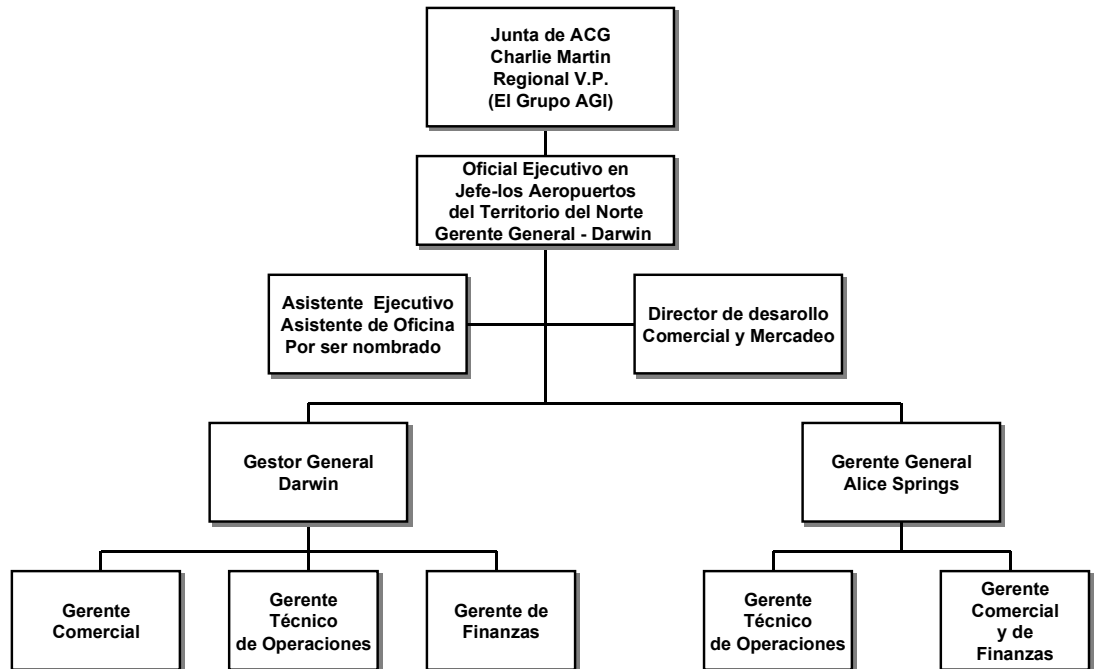 Junta de ACG
Charlie Martin
Regional V.P.
(El Grupo AGI)
Oficial Ejecutivo en
Jefe-los Aeropuertos
del Territorio del Norte
Gerente General - Darwin
Asistente Ejecutivo
Asistente de Oficina
Por ser nombrado
Director de desarollo
Comercial y Mercadeo
Gestor General
Darwin
Gerente General
Alice Springs
Gerente
Comercial
Gerente
Técnico
de Operaciones
Gerente de
Finanzas
Gerente
Técnico
de Operaciones
Gerente
Comercial
y de
Finanzas